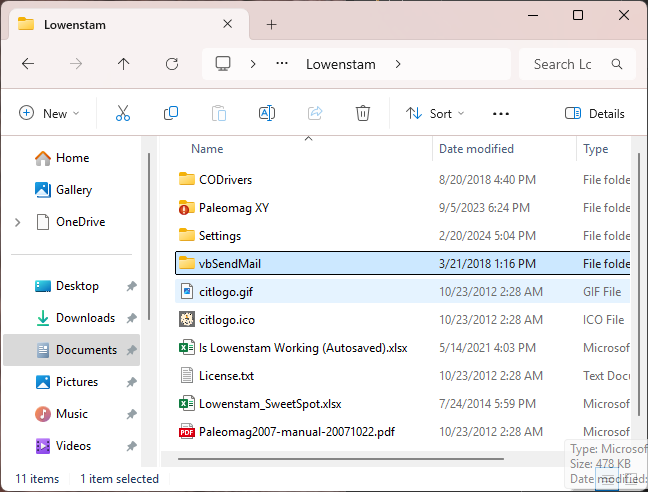 Lowenstam
Lowenstam
Search Lc
New
Sort
Details
Name Date modified Type
Home
Gallery
OneDrive
Desktop
Downloads
Documents
Pictures
Music
Videos
CODrivers 8/20/2018 4:40 PM File folde
Paleomag XY 9/5/2023 6:24 PM File folde
Settings 2/20/2024 5:04 PM File folde
vbSendMail 3/21/2018 1:16 PM File folde
citlogo.gif 10/23/2012 2:28 AM GIF File
citlogo.ico 10/23/2012 2:28 AM ICO File
Is Lowenstam Working (Autosaved).xlsx 5/14/2021 4:03 PM Microsof
License.txt 10/23/2012 2:28 AM Text Docu
Lowenstam_SweetSpot.xlsx 7/24/2014 5:59 PM Microsof
PDF Paleomag2007-manual-20071022.pdf 10/23/2012 2:28 AM Microsof
Type: Microsof
Size: 478 KB
Date modified:
11 items 1 item selected